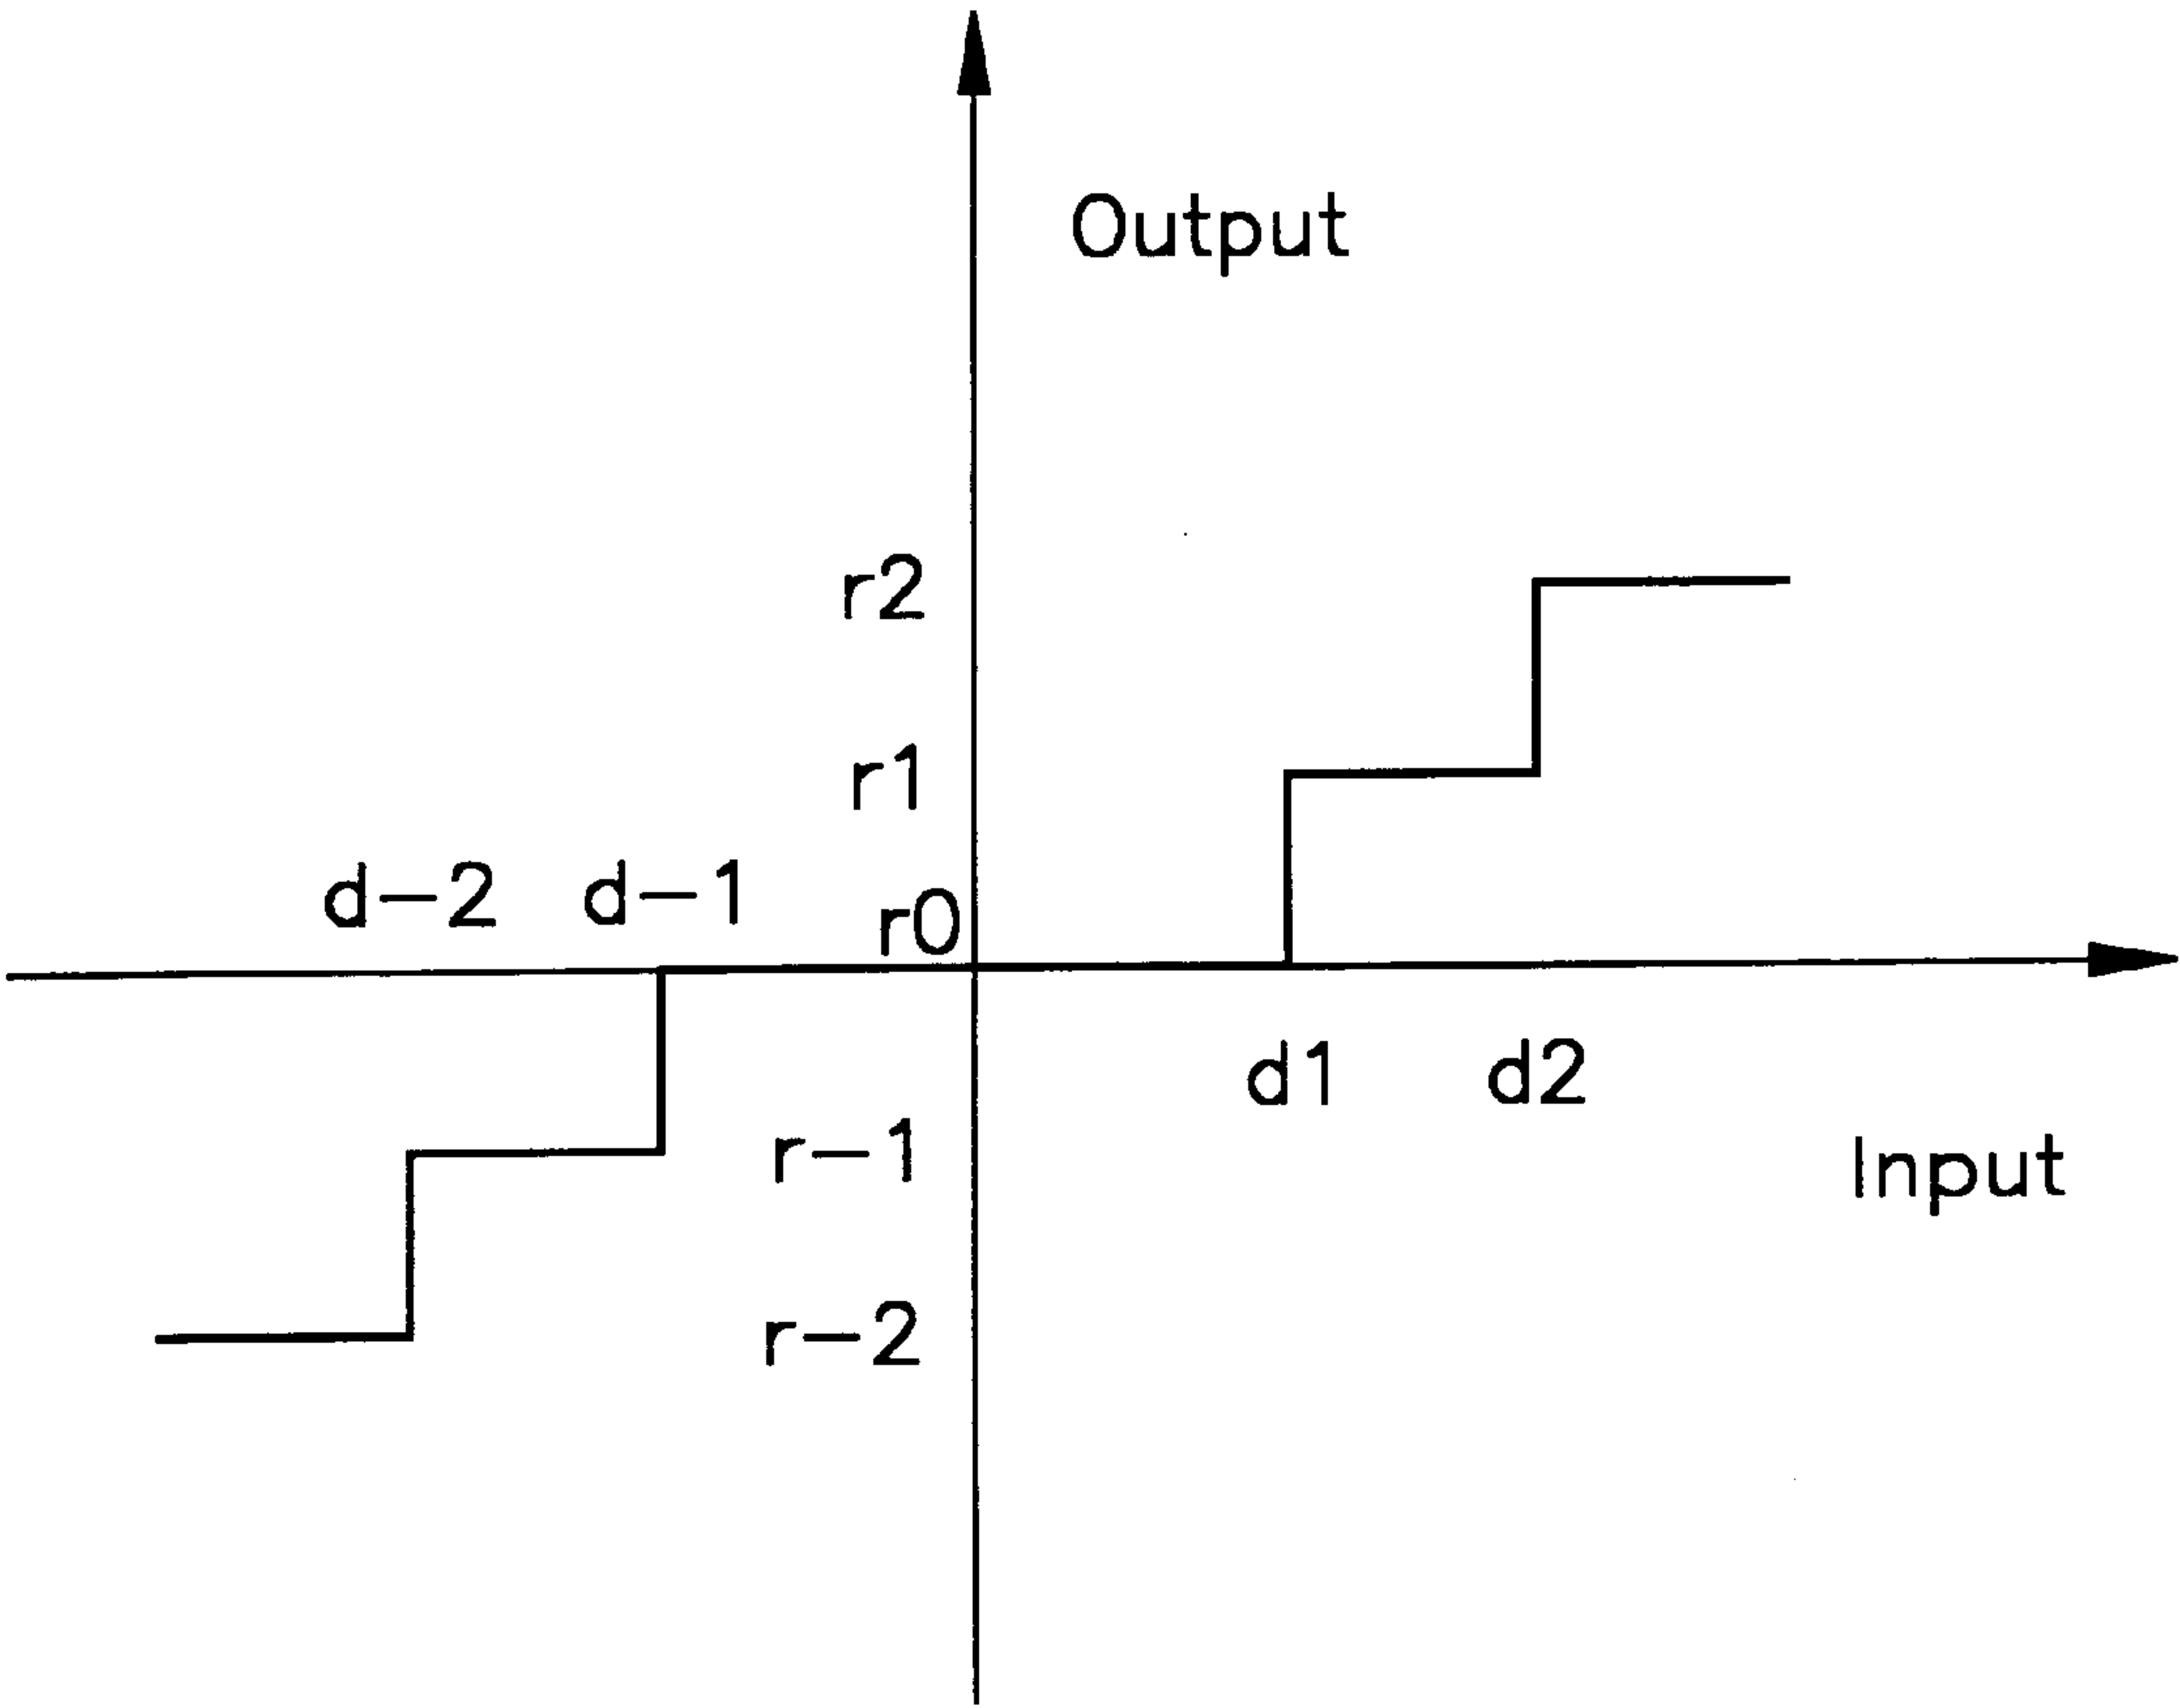 Output
r2
r1
d-2 d-1
r0
d1 d2
r-1
Input
r-2